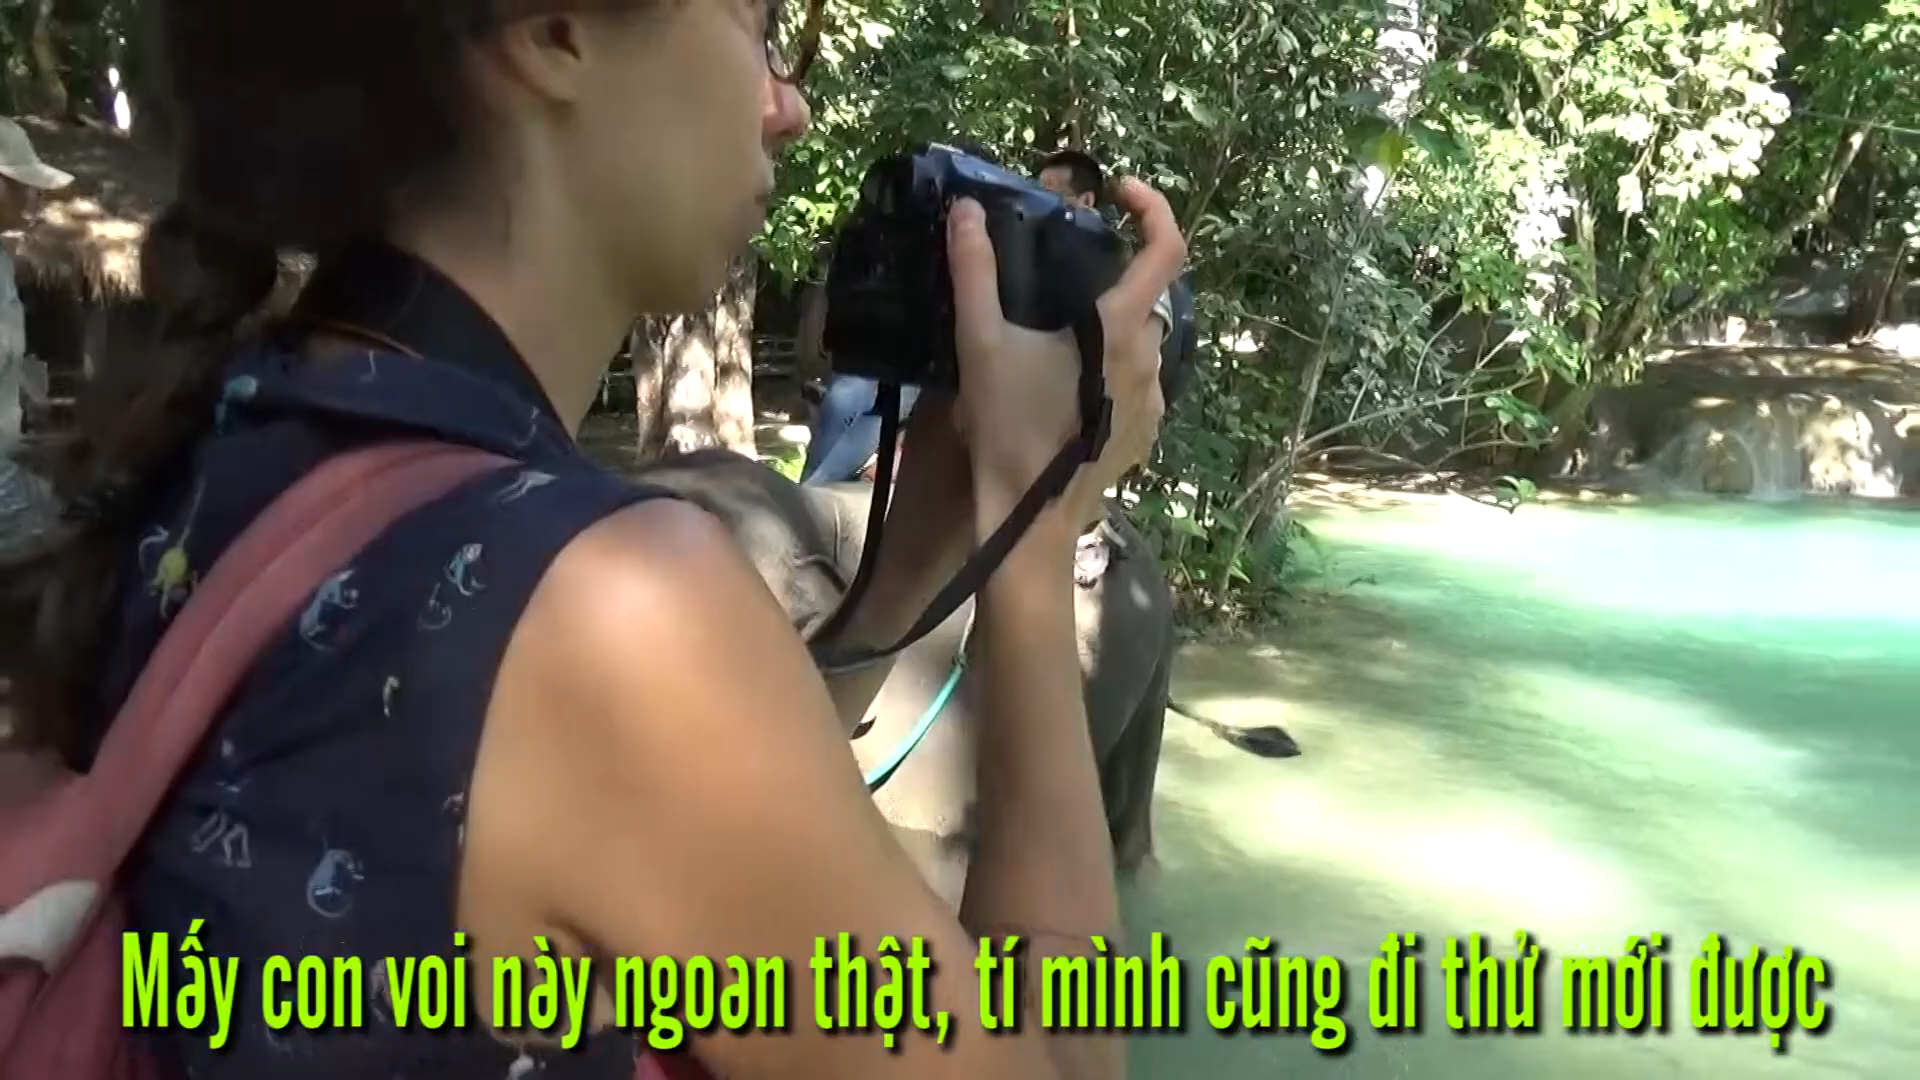 Mấy con voi này ngoan thật, tí mình cũng đi thử mới được